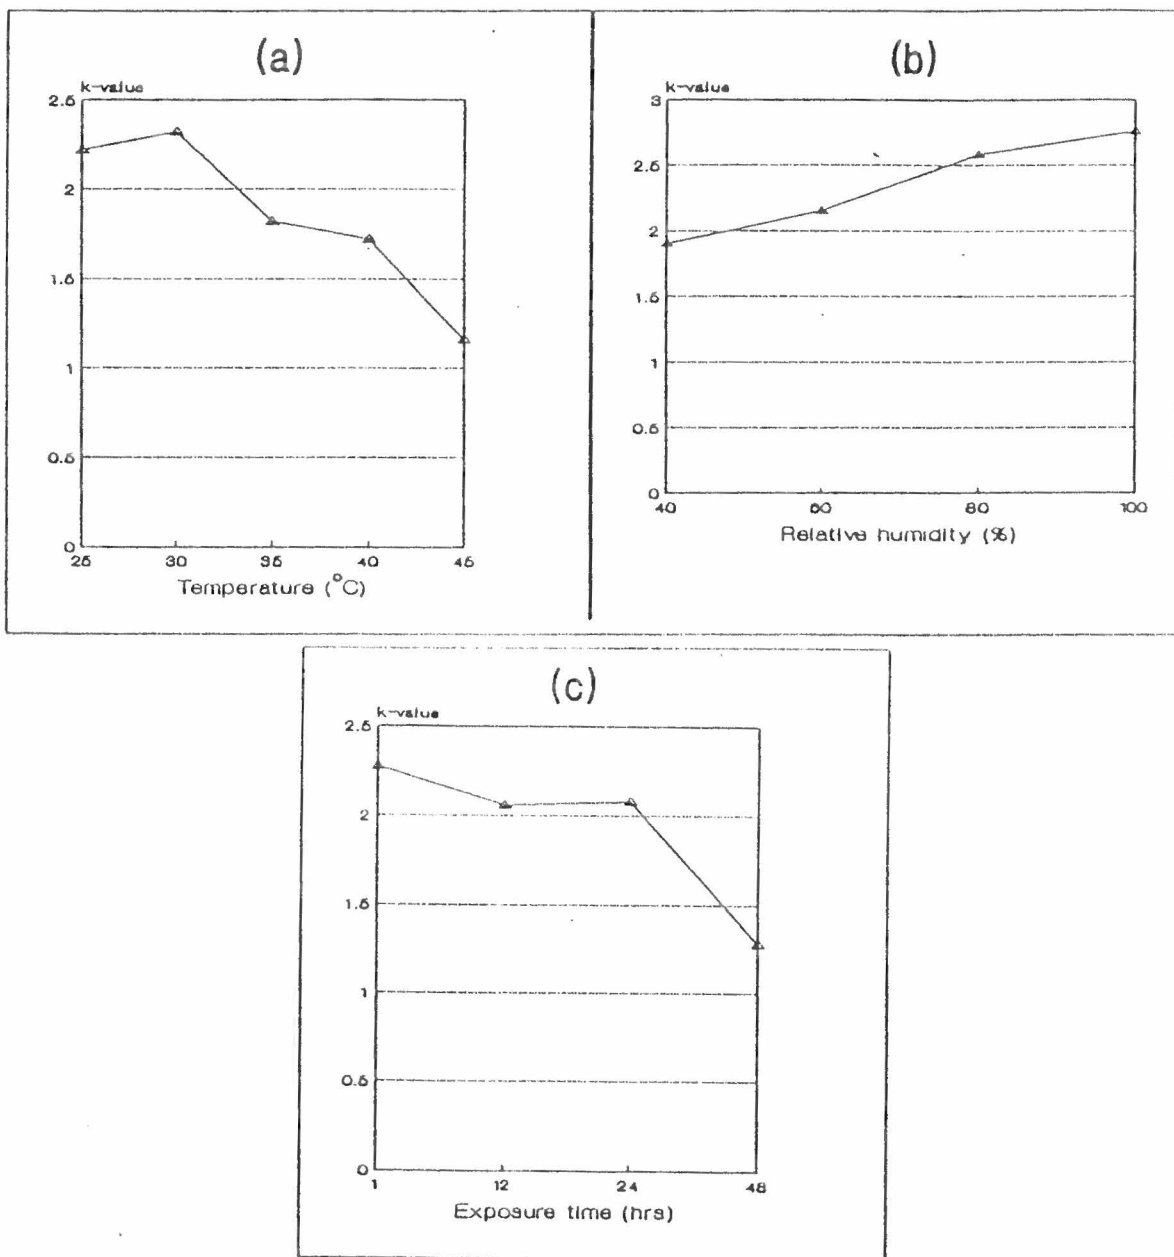 (a)
k-value
2.5
2
1.5
1
0.5
0
25 30 35 40 45
Temperature (°C)
(b)
k-value
3
2.5
2
1.5
1
0.5
0
40 60 80 100
Relative humidity (%)
(c)
k-value
2.5
2
1.5
1
0.5
0
1 12 24 48
Exposure time (hrs)